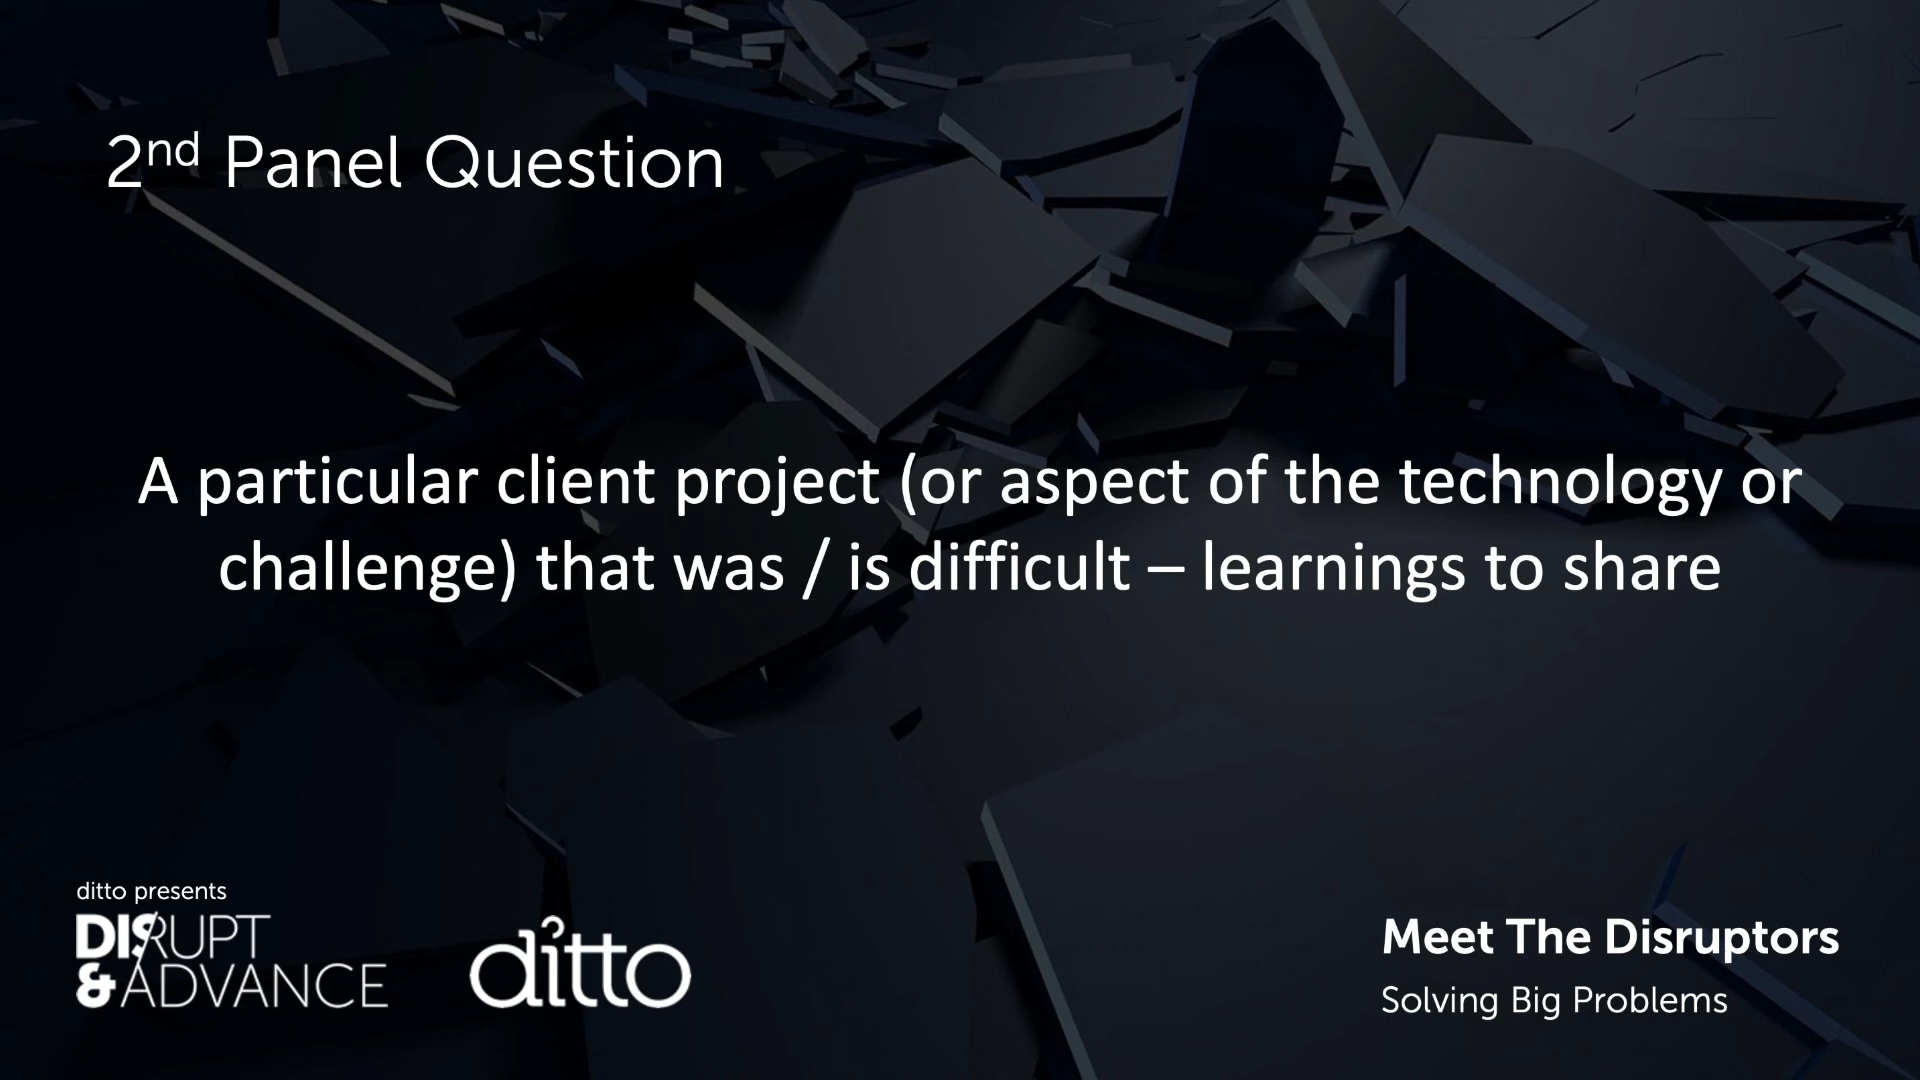 2nd Panel Question
A particular client project (or aspect of the technology or
challenge) that was / is difficult – learnings to share
ditto presents
DISRUPT
&ADVANCE
ditto
Meet The Disruptors
Solving Big Problems